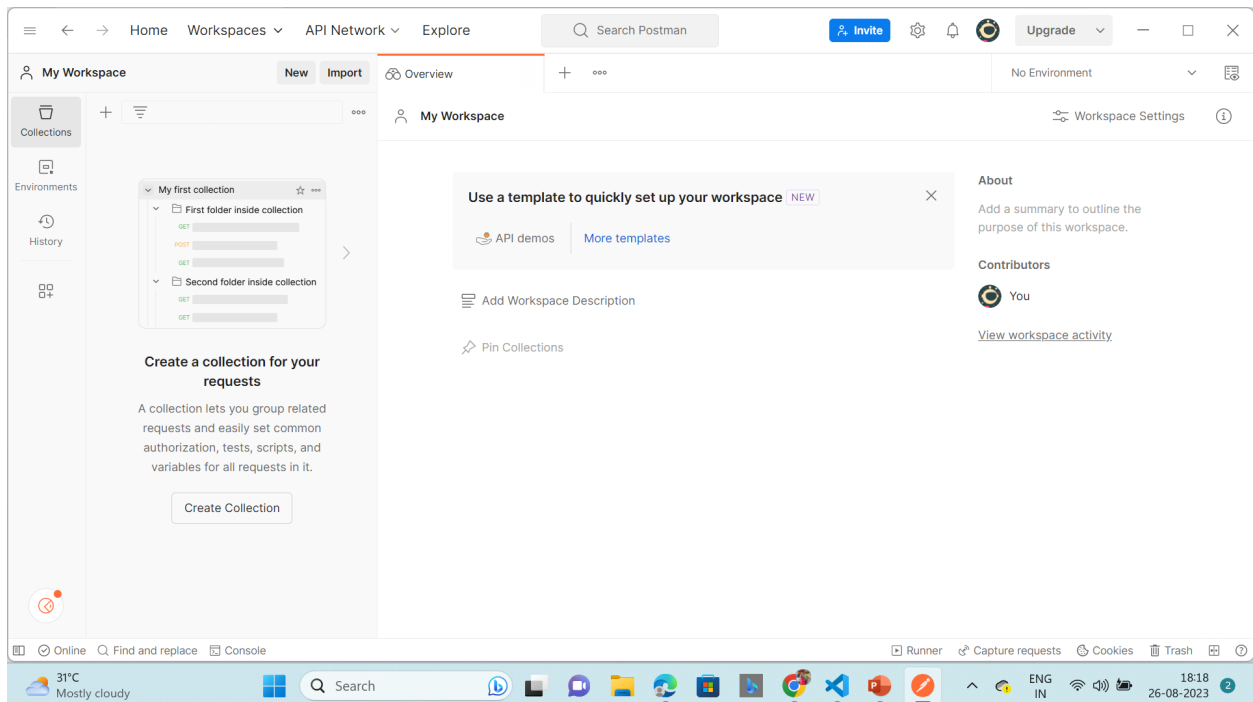 Home Workspaces API Network Explore Search Postman Invite Upgrade
My Workspace New Import Overview No Environment
Collections
My Workspace Workspace Settings
Environments
History
My first collection
First folder inside collection
GET
POST
GET
Second folder inside collection
GET
GET
Create a collection for your
requests
A collection lets you group related
requests and easily set common
authorization, tests, scripts, and
variables for all requests in it.
Create Collection
Use a template to quickly set up your workspace NEW
API demos More templates
Add Workspace Description
Pin Collections
About
Add a summary to outline the
purpose of this workspace.
Contributors
You
View workspace activity
Online Find and replace Console Runner Capture requests Cookies Trash
31°C
Mostly cloudy
Search
ENG
IN
18:18
26-08-2023
2